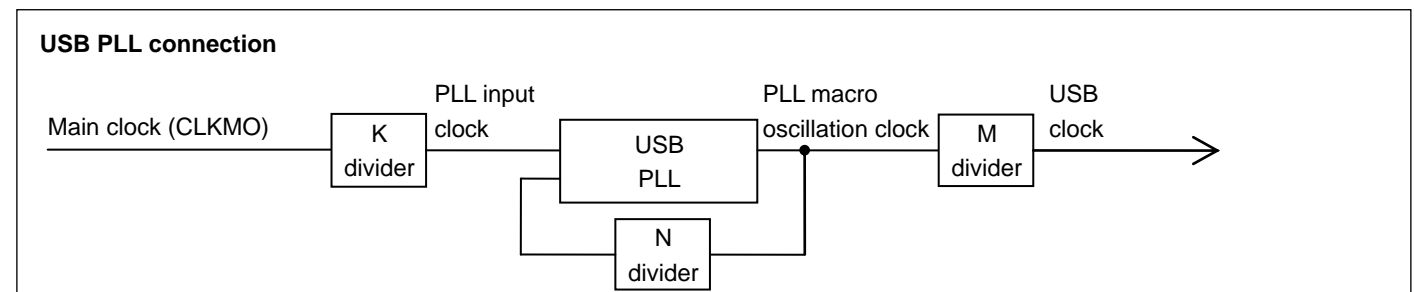 USB PLL connection
Main clock (CLKMO)
K
divider
PLL input
clock
USB
PLL
N
divider
PLL macro
oscillation clock
M
divider
USB
clock